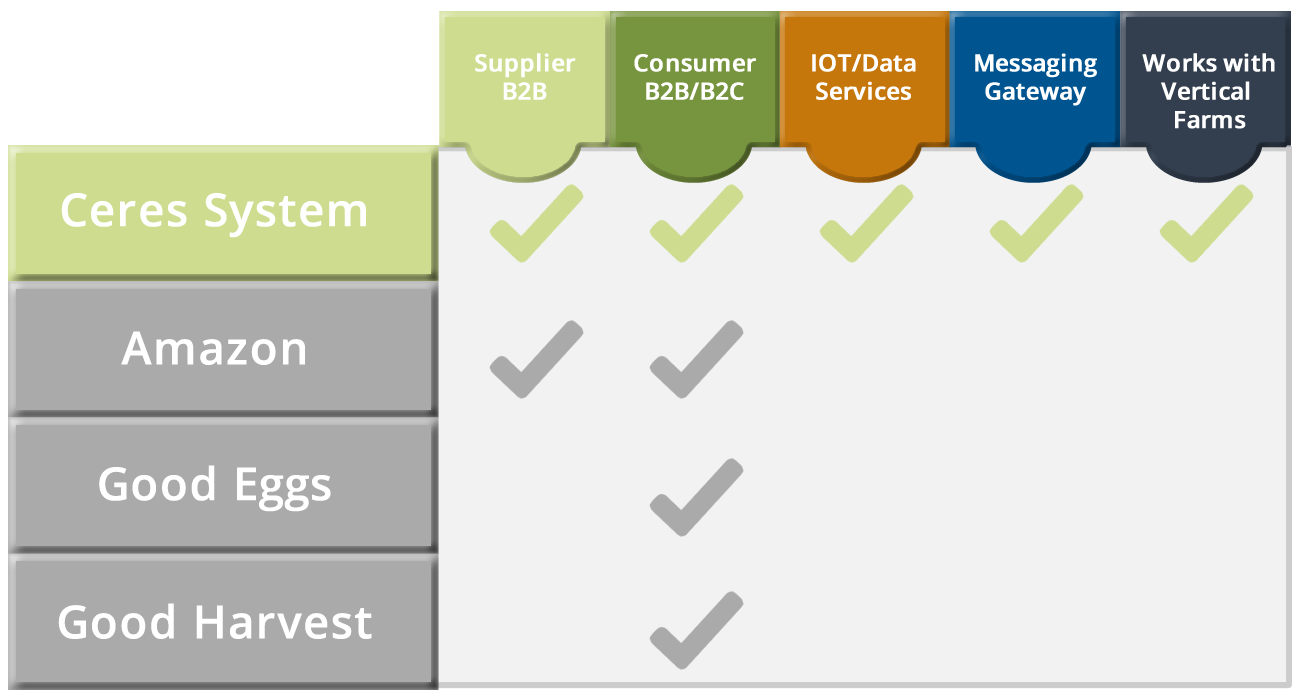 Supplier
B2B
Consumer
B2B/B2C
IOT/Data
Services
Messaging
Gateway
Works with
Vertical
Farms
Ceres System
Amazon
Good Eggs
Good Harvest